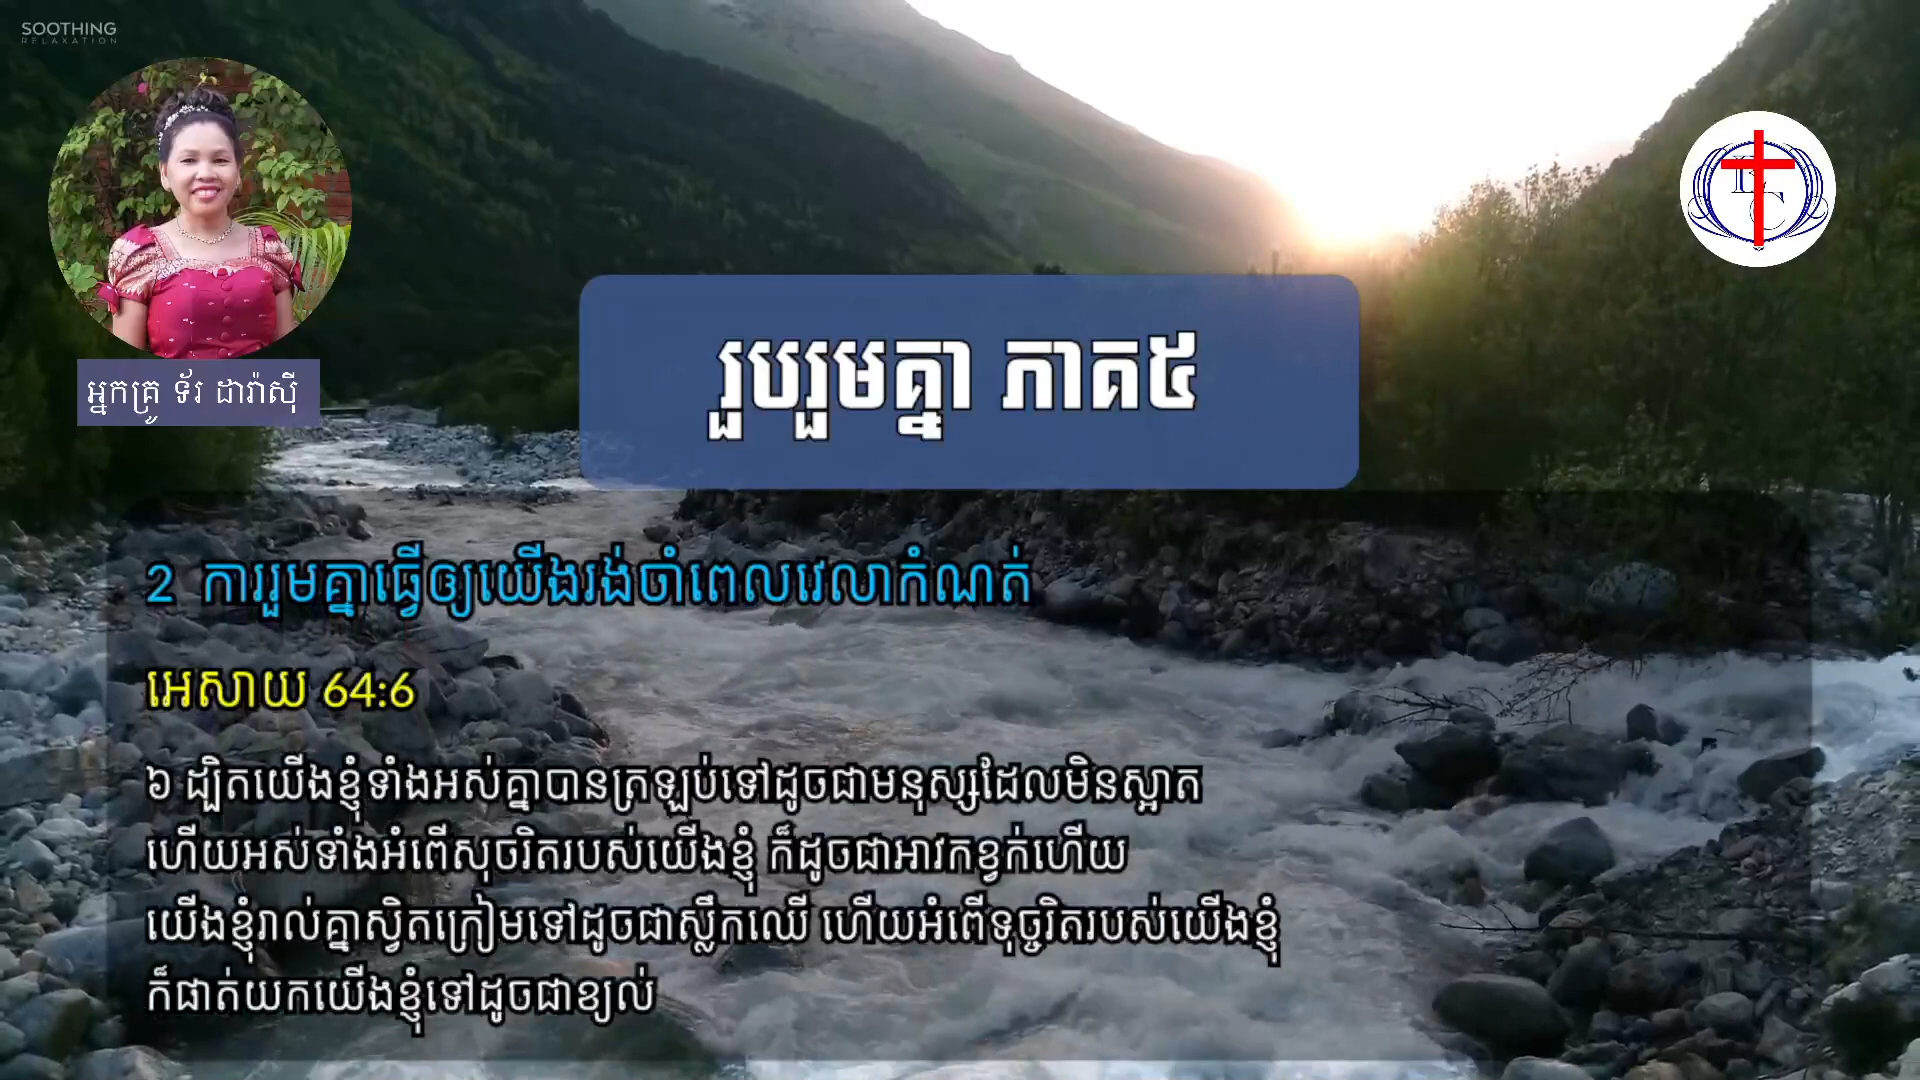 SOOTHING
RELAXATION
អ្នកគ្រូ ទ័រ ដារ៉ាស៊ី
រួបរួមគ្នា ភាគ៥
2 ការរួមគ្នាធ្វើឲ្យយើងរង់ចាំពេលវេលាកំណត់
អេសាយ 64:6
៦ ដ្បិតយើងខ្ញុំទាំងអស់គ្នាបានត្រឡប់ទៅដូចជាមនុស្សដែលមិនស្អាត
ហើយអស់ទាំងអំពើសុចរិតរបស់យើងខ្ញុំ ក៏ដូចជាអាវកខ្វក់ហើយ
យើងខ្ញុំរាល់គ្នាស្វិតក្រៀមទៅដូចជាស្លឹកឈើ ហើយអំពើទុច្ចរិតរបស់យើងខ្ញុំ
ក៏ផាត់យកយើងខ្ញុំទៅដូចជាខ្យល់